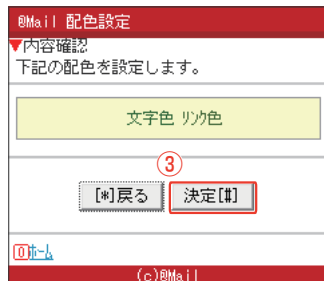 @Mail 配色設定
▼内容確認
下記の配色を設定します。
文字色 ﾘﾝｸ色
③
[*]戻る 決定[#]
0ﾎｰﾑ
(c)@Mail